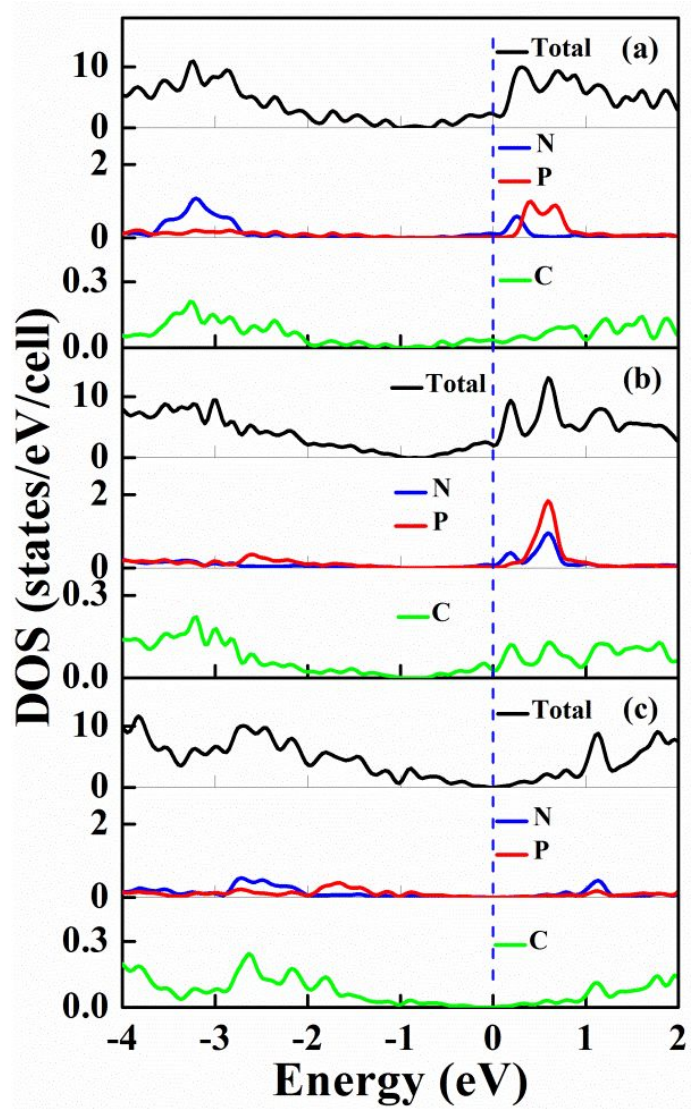 DOS (states/eV/cell)
Total (a)
10
0
N
P
2
0
C
0.3
0.0
Total (b)
10
0
N
P
2
0
C
0.3
0.0
Total (c)
10
0
N
P
2
0
C
0.3
0.0
-4 -3 -2 -1 0 1 2
Energy (eV)